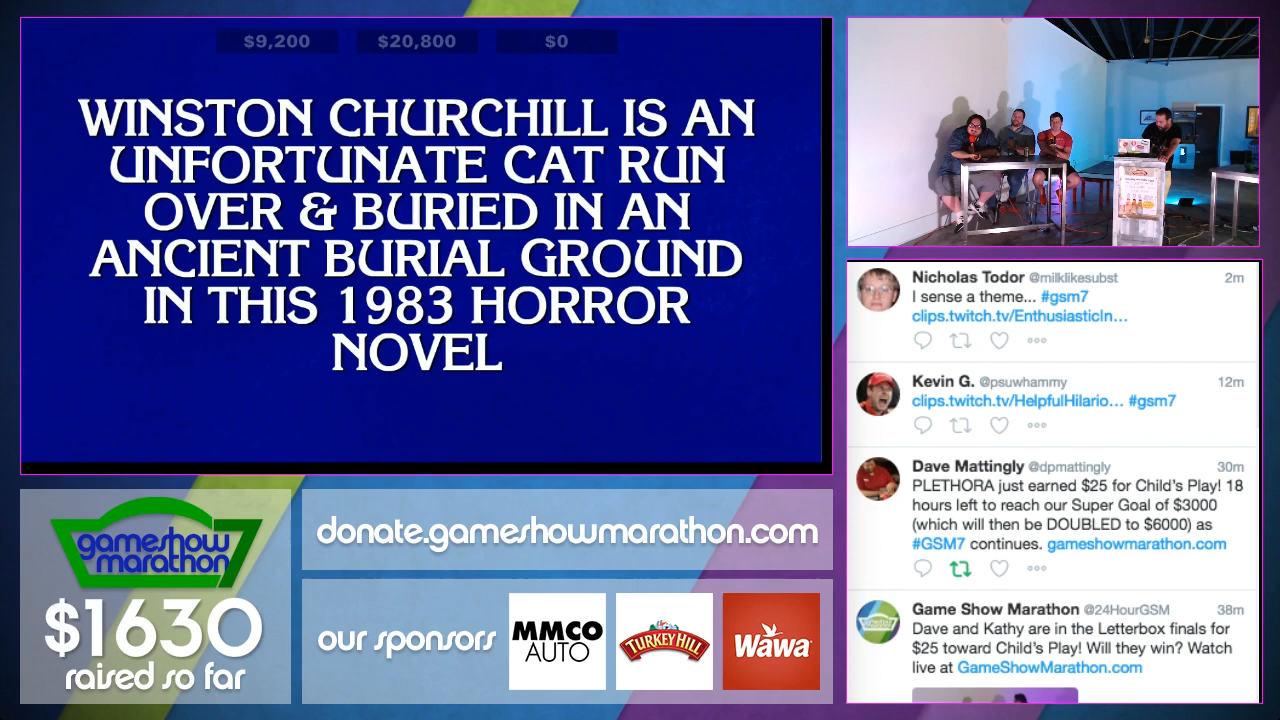 $9,200 $20,800 $0
WINSTON CHURCHILL IS AN
UNFORTUNATE CAT RUN
OVER & BURIED IN AN
ANCIENT BURIAL GROUND
IN THIS 1983 HORROR
NOVEL
gameshow
marathon
$1630
raised so far
donate.gameshowmarathon.com
our sponsors
MMCO
AUTO
TURKEY HILL
Wawa
Nicholas Todor @milklikesubst 2m
I sense a theme... #gsm7
clips.twitch.tv/EnthusiasticIn…
Kevin G. @psuwhammy 12m
clips.twitch.tv/HelpfulHilario… #gsm7
Dave Mattingly @dpmattingly 30m
PLETHORA just earned $25 for Child's Play! 18
hours left to reach our Super Goal of $3000
(which will then be DOUBLED to $6000) as
#GSM7 continues. gameshowmarathon.com
Game Show Marathon @24HourGSM 38m
Dave and Kathy are in the Letterbox finals for
$25 toward Child's Play! Will they win? Watch
live at GameShowMarathon.com